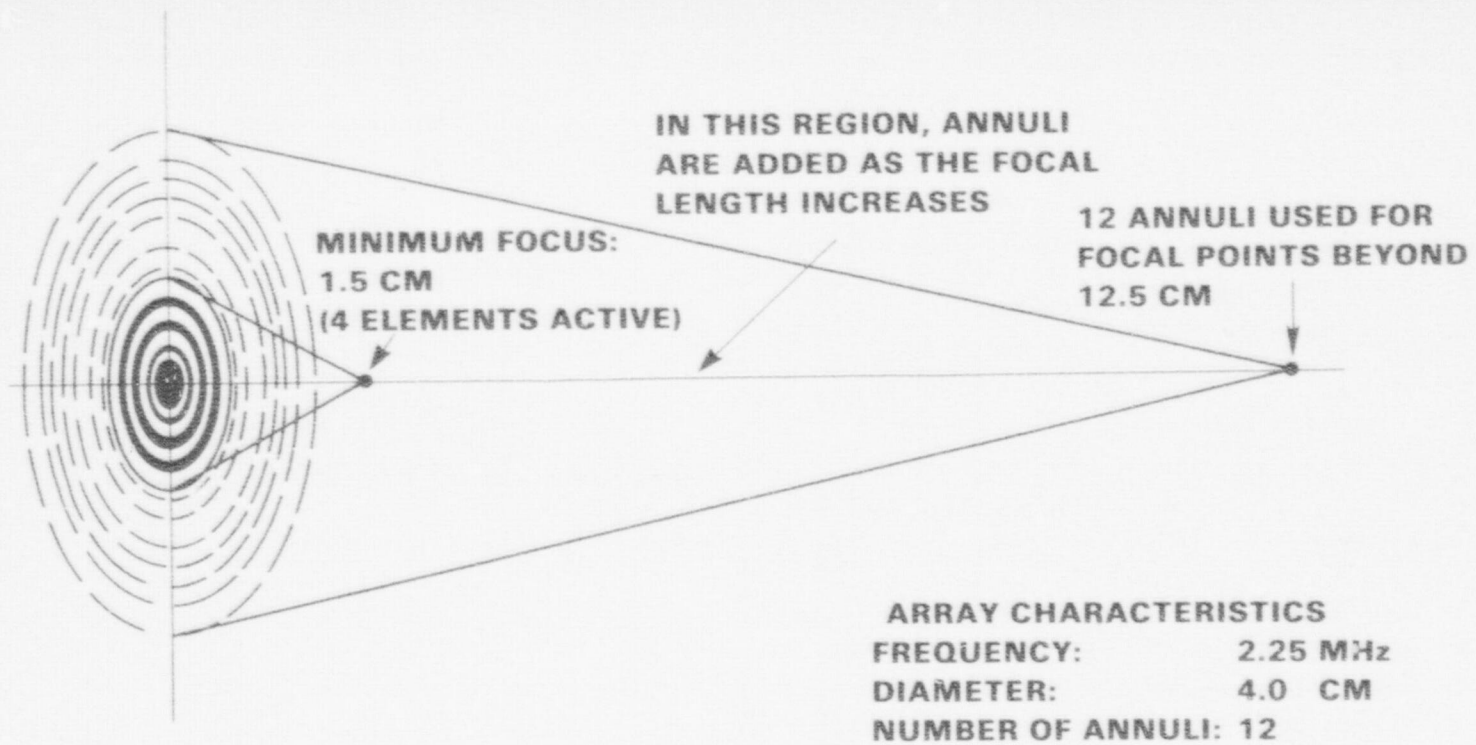 IN THIS REGION, ANNULI
ARE ADDED AS THE FOCAL
LENGTH INCREASES
MINIMUM FOCUS:
1.5 CM
(4 ELEMENTS ACTIVE)
12 ANNULI USED FOR
FOCAL POINTS BEYOND
12.5 CM
ARRAY CHARACTERISTICS
FREQUENCY: 2.25 MHz
DIAMETER: 4.0 CM
NUMBER OF ANNULI: 12